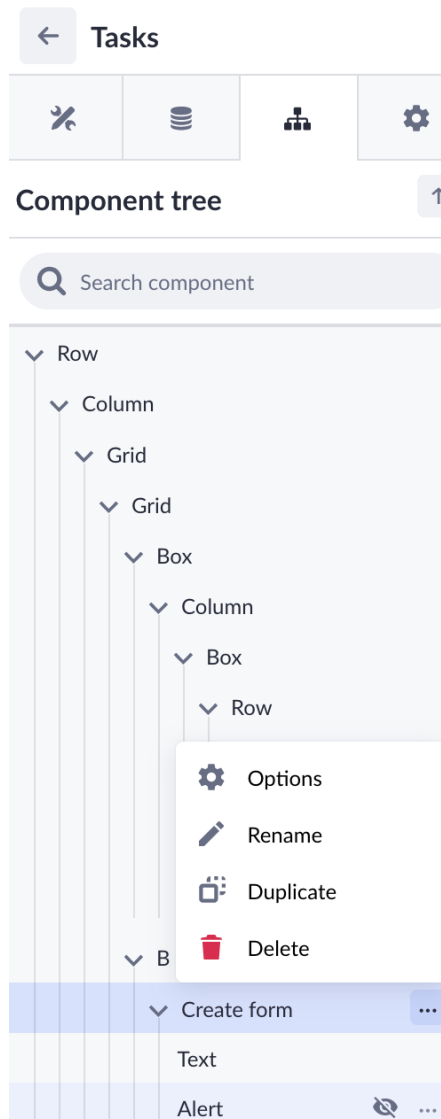 Tasks
Component tree
Search component
Row
Column
Grid
Grid
Box
Column
Box
Row
Options
Rename
Duplicate
Delete
B
Create form
Text
Alert